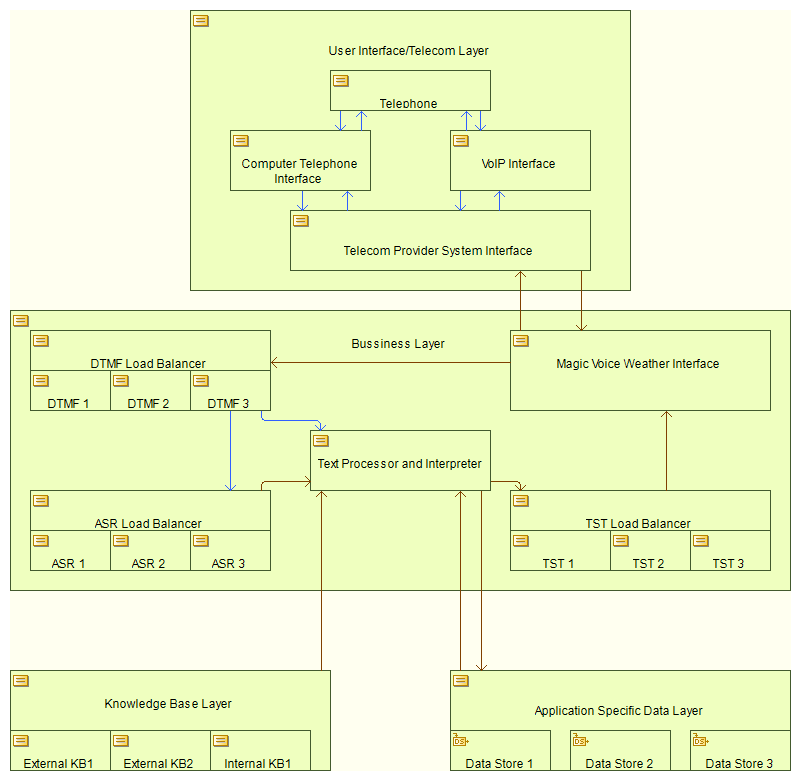 User Interface/Telecom Layer
Telephone
Computer Telephone
Interface
VoIP Interface
Telecom Provider System Interface
Bussiness Layer
DTMF Load Balancer
DTMF 1
DTMF 2
DTMF 3
Magic Voice Weather Interface
Text Processor and Interpreter
ASR Load Balancer
ASR 1
ASR 2
ASR 3
TST Load Balancer
TST 1
TST 2
TST 3
Knowledge Base Layer
External KB1
External KB2
Internal KB1
Application Specific Data Layer
DS
Data Store 1
DS
Data Store 2
DS
Data Store 3